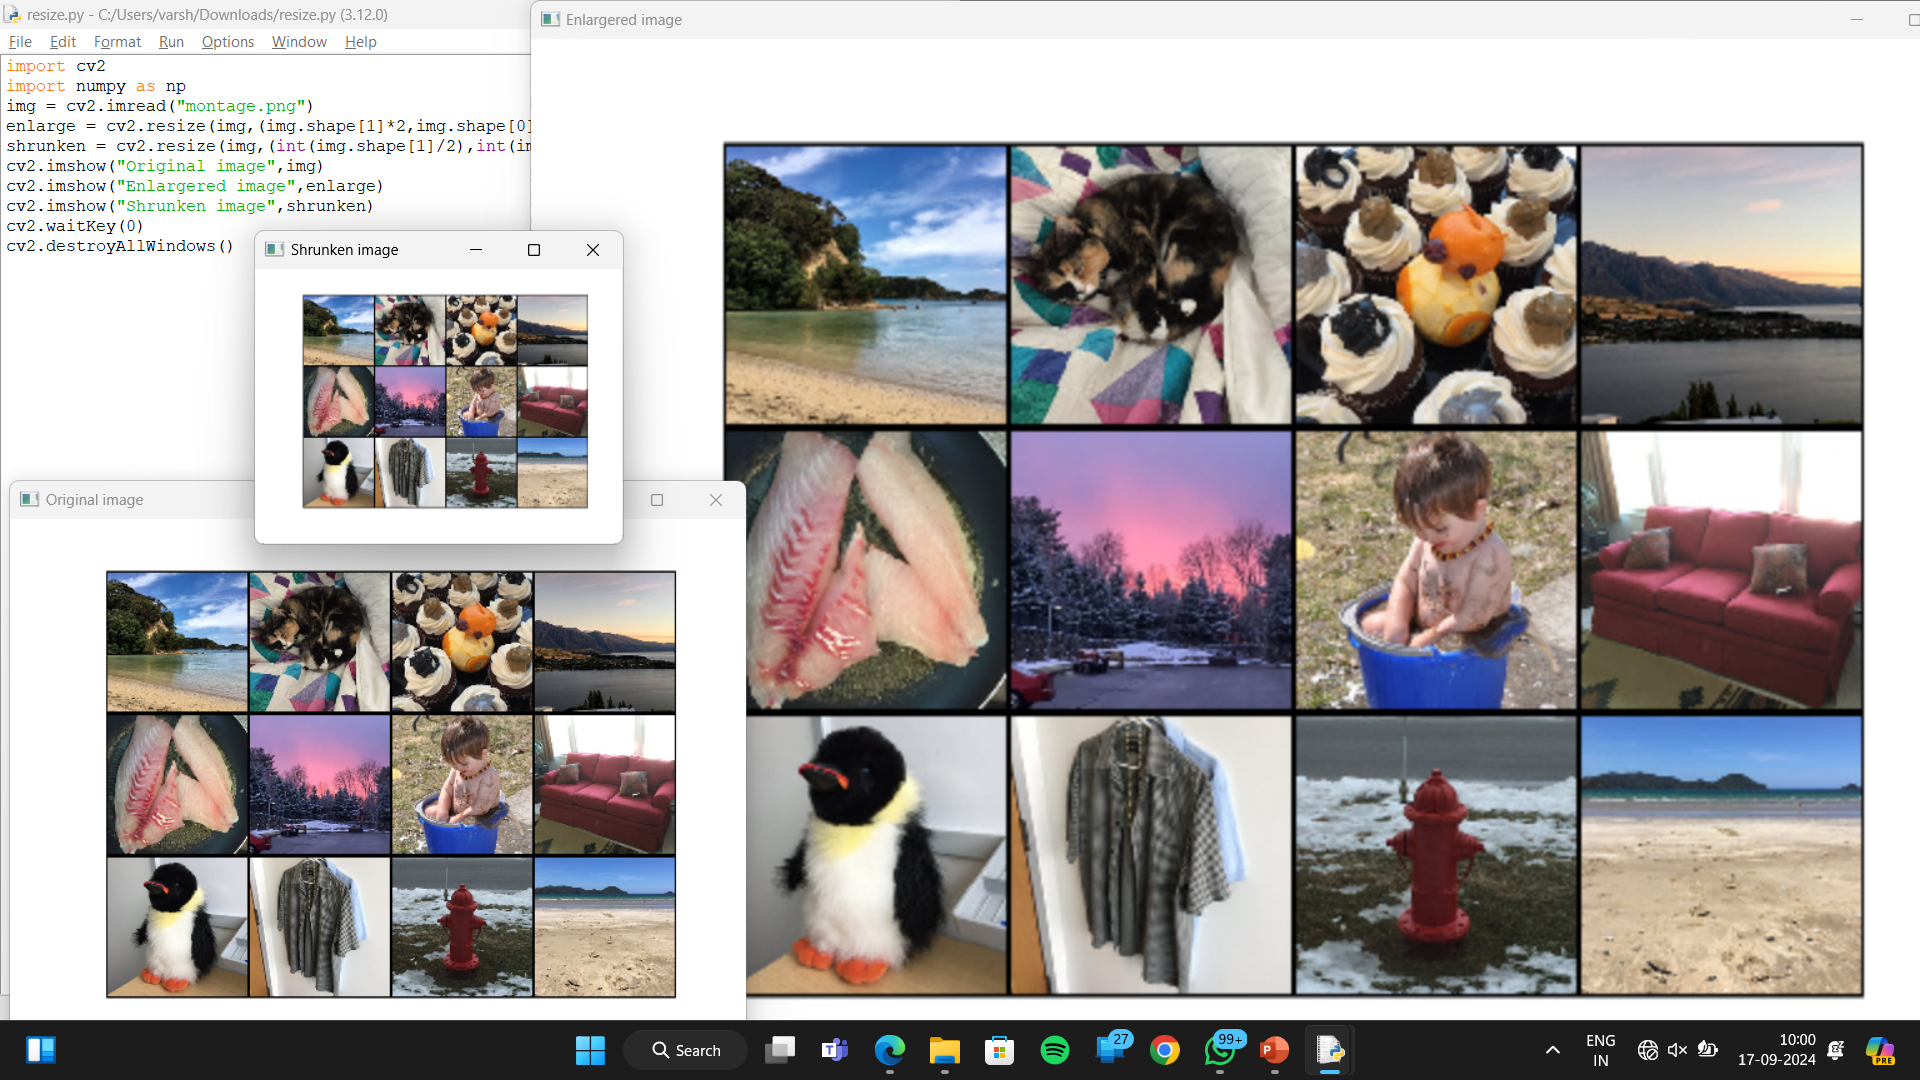 resize.py - C:/Users/varsh/Downloads/resize.py (3.12.0)
File Edit Format Run Options Window Help
import cv2
import numpy as np
img = cv2.imread("montage.png")
enlarge = cv2.resize(img,(img.shape[1]*2,img.shape[0]
shrunken = cv2.resize(img,(int(img.shape[1]/2),int(im
cv2.imshow("Original image",img)
cv2.imshow("Enlargered image",enlarge)
cv2.imshow("Shrunken image",shrunken)
cv2.waitKey(0)
cv2.destroyAllWindows()
Enlargered image
Shrunken image
Original image
Search
27
99+
ENG
IN
10:00
17-09-2024
PRE